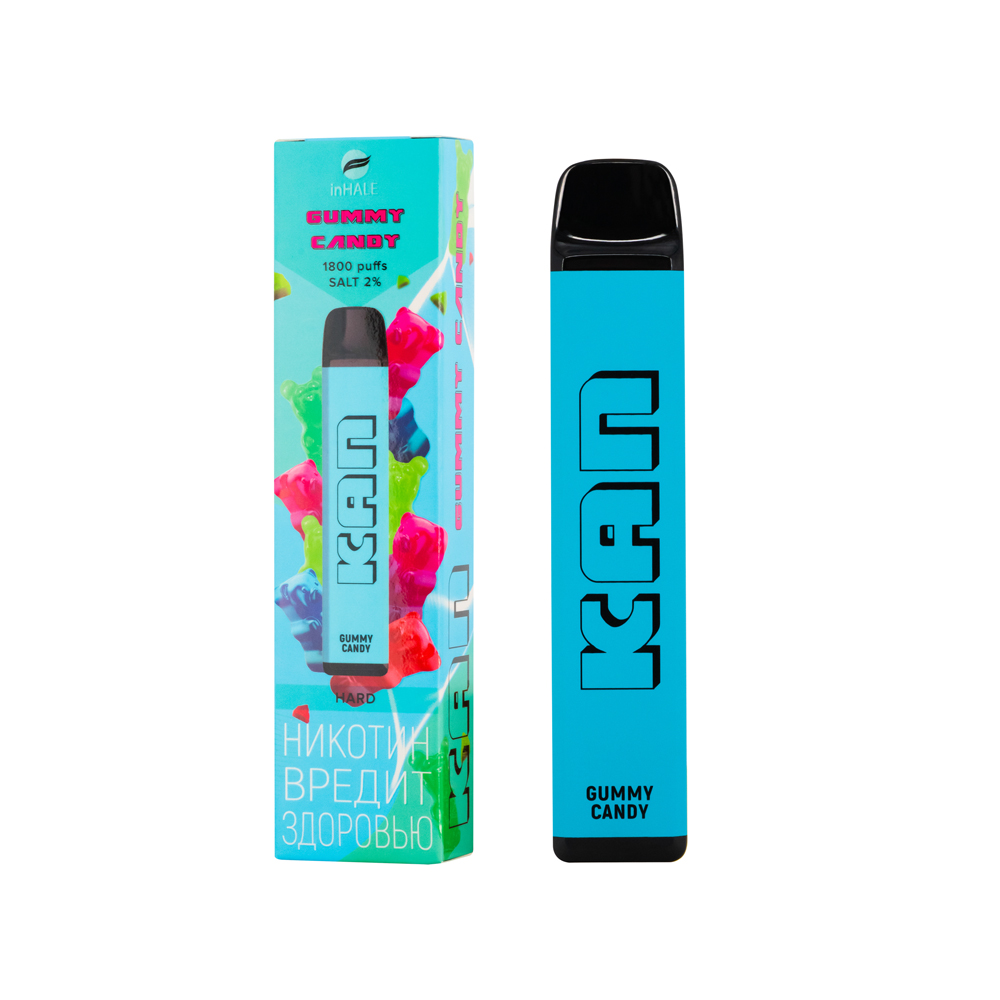 inHALE
GUMMY
CANDY
1800 puffs
SALT 2%
KAN
GUMMY
CANDY
HARD
НИКОТИН
ВРЕДИТ
ЗДОРОВЬЮ
GUMMY CANDY
KAN
KAN
GUMMY
CANDY